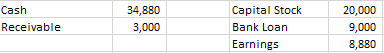 Cash 34,880 Capital Stock 20,000
Receivable 3,000 Bank Loan 9,000
Earnings 8,880